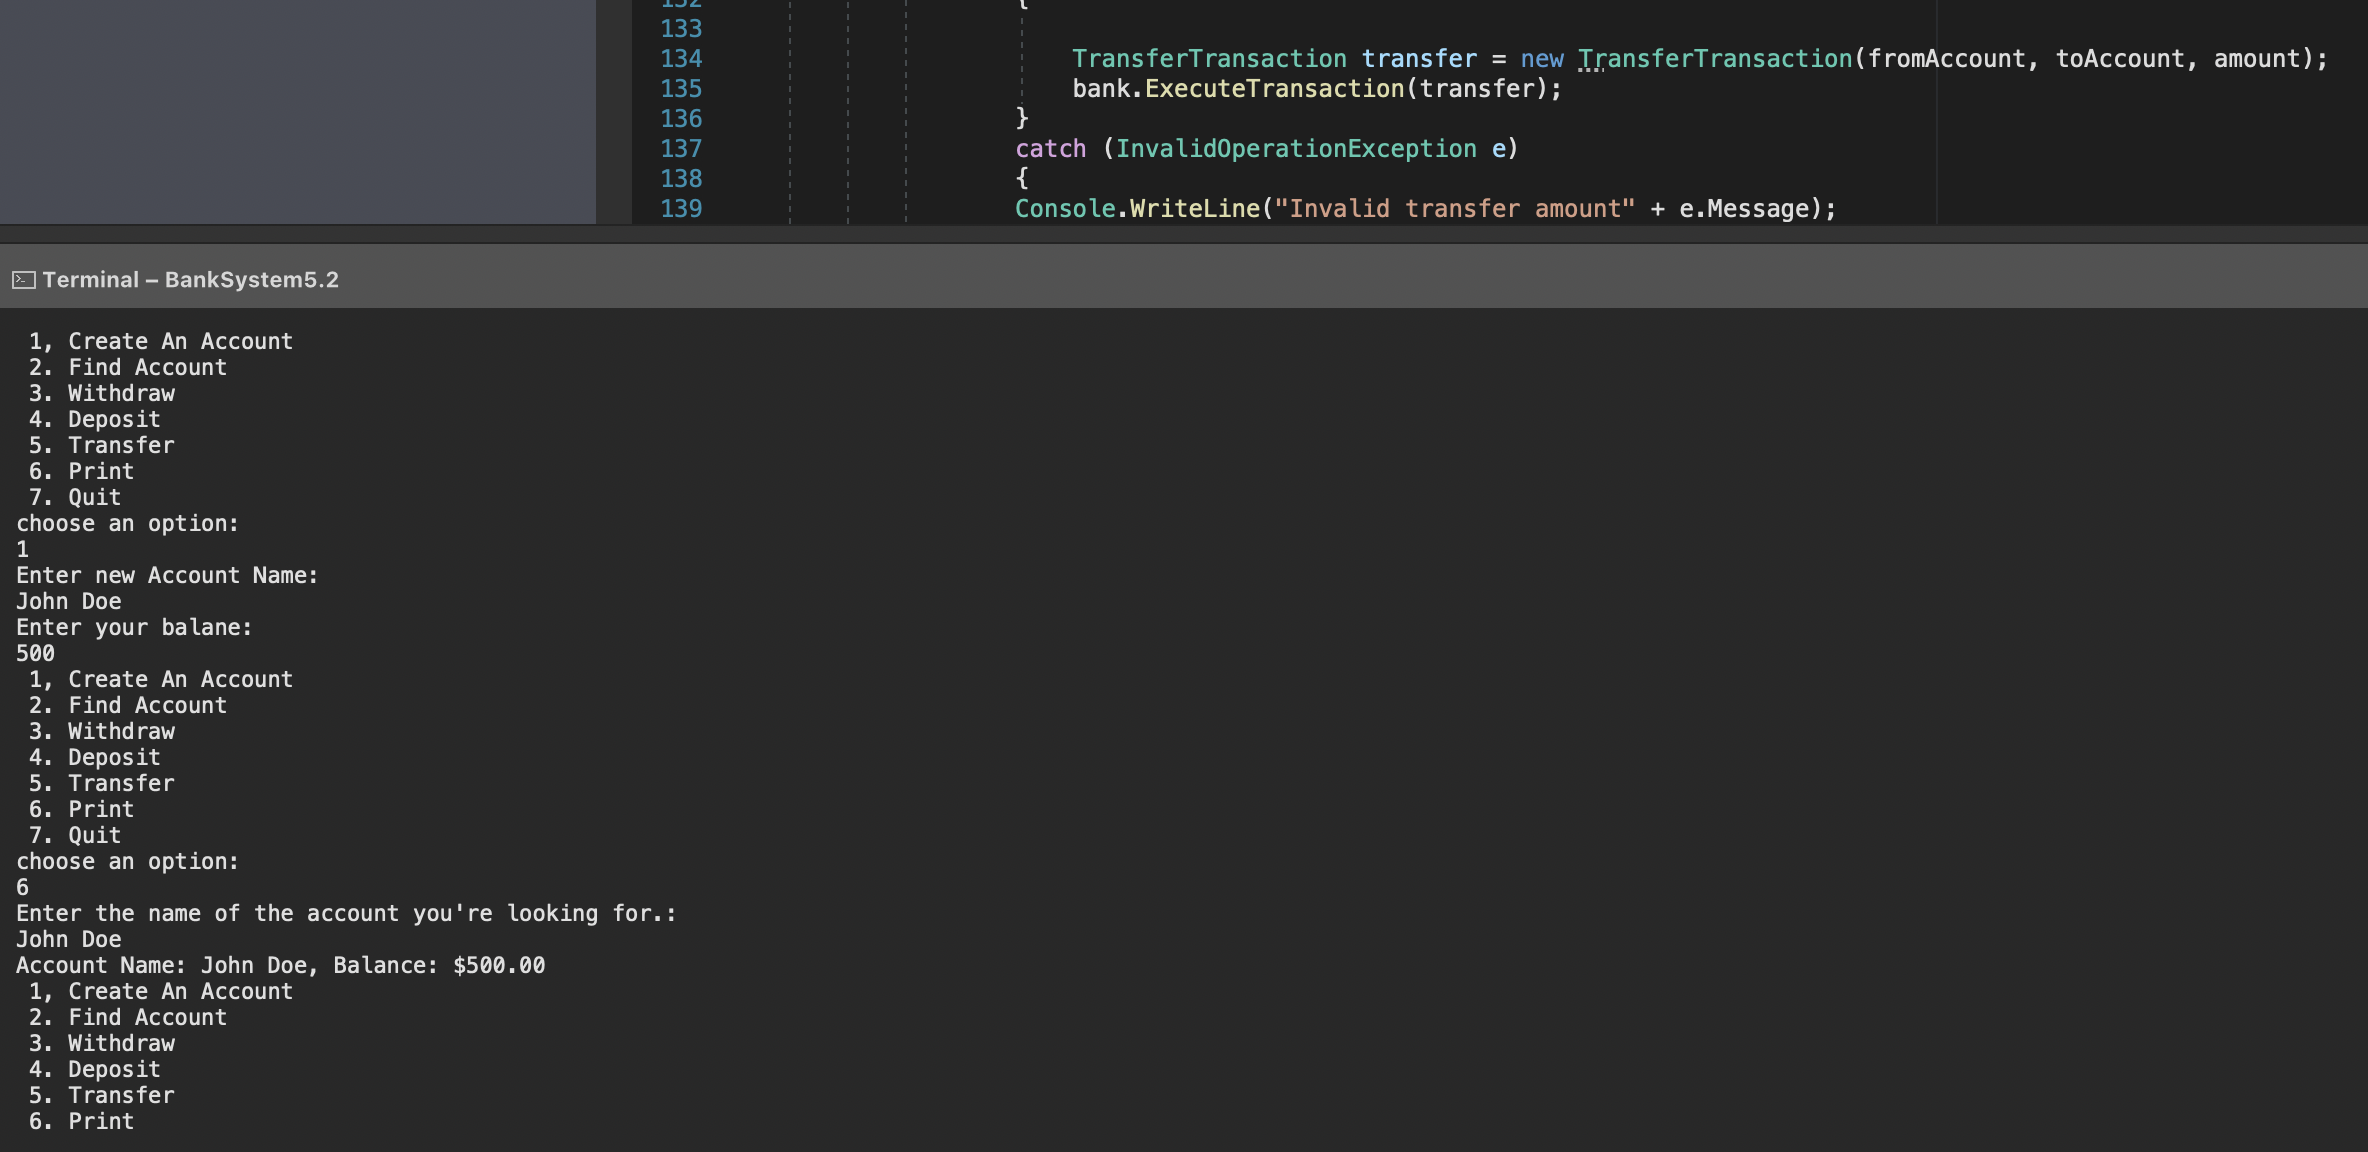 132 {
133
134 TransferTransaction transfer = new TransferTransaction(fromAccount, toAccount, amount);
135 bank.ExecuteTransaction(transfer);
136 }
137 catch (InvalidOperationException e)
138 {
139 Console.WriteLine("Invalid transfer amount" + e.Message);
Terminal – BankSystem5.2
1, Create An Account
2. Find Account
3. Withdraw
4. Deposit
5. Transfer
6. Print
7. Quit
choose an option:
1
Enter new Account Name:
John Doe
Enter your balane:
500
1, Create An Account
2. Find Account
3. Withdraw
4. Deposit
5. Transfer
6. Print
7. Quit
choose an option:
6
Enter the name of the account you're looking for.:
John Doe
Account Name: John Doe, Balance: $500.00
1, Create An Account
2. Find Account
3. Withdraw
4. Deposit
5. Transfer
6. Print